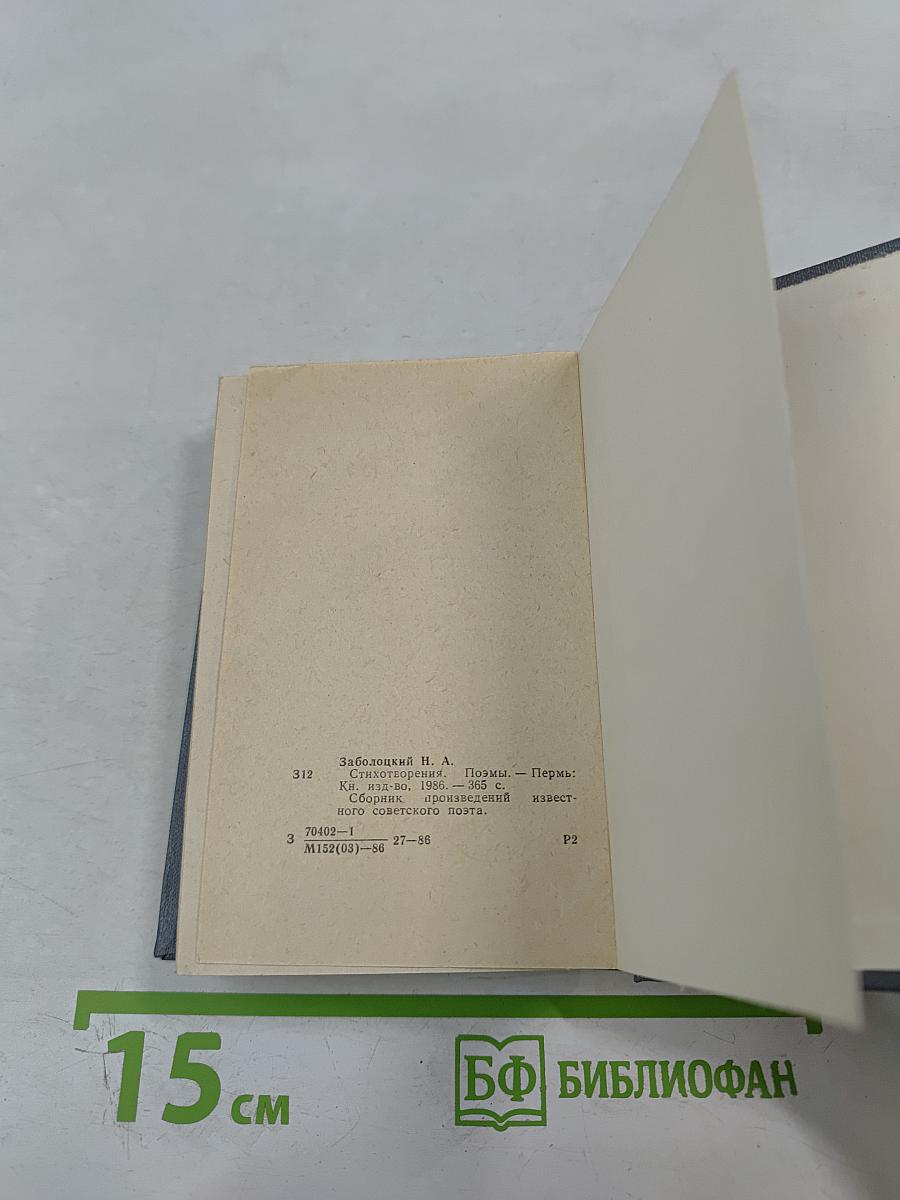 Заболоцкий Н. А.
З12 Стихотворения. Поэмы. — Пермь:
Кн. изд-во, 1986. — 365 с.
Сборник произведений извест-
ного советского поэта.
З 70402—1
М152(03)—86 27—86 Р2
15 см
БФ БИБЛИОФАН